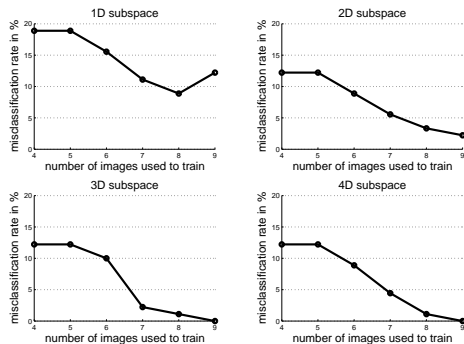 1D subspace
misclassification rate in %
20
15
10
5
0
4 5 6 7 8 9
number of images used to train
2D subspace
misclassification rate in %
20
15
10
5
0
4 5 6 7 8 9
number of images used to train
3D subspace
misclassification rate in %
20
15
10
5
0
4 5 6 7 8 9
number of images used to train
4D subspace
misclassification rate in %
20
15
10
5
0
4 5 6 7 8 9
number of images used to train